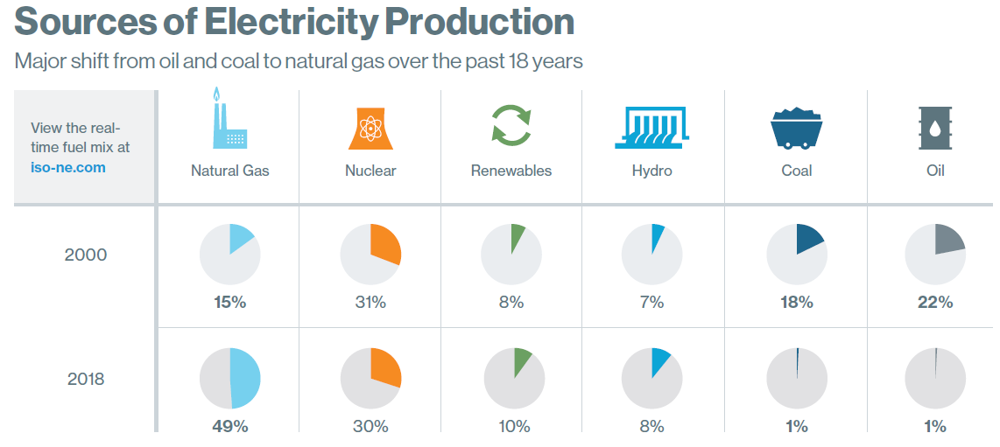 Sources of Electricity Production
Major shift from oil and coal to natural gas over the past 18 years
View the real-
time fuel mix at
iso-ne.com
Natural Gas
Nuclear
Renewables
Hydro
Coal
Oil
2000
15%
31%
8%
7%
18%
22%
2018
49%
30%
10%
8%
1%
1%